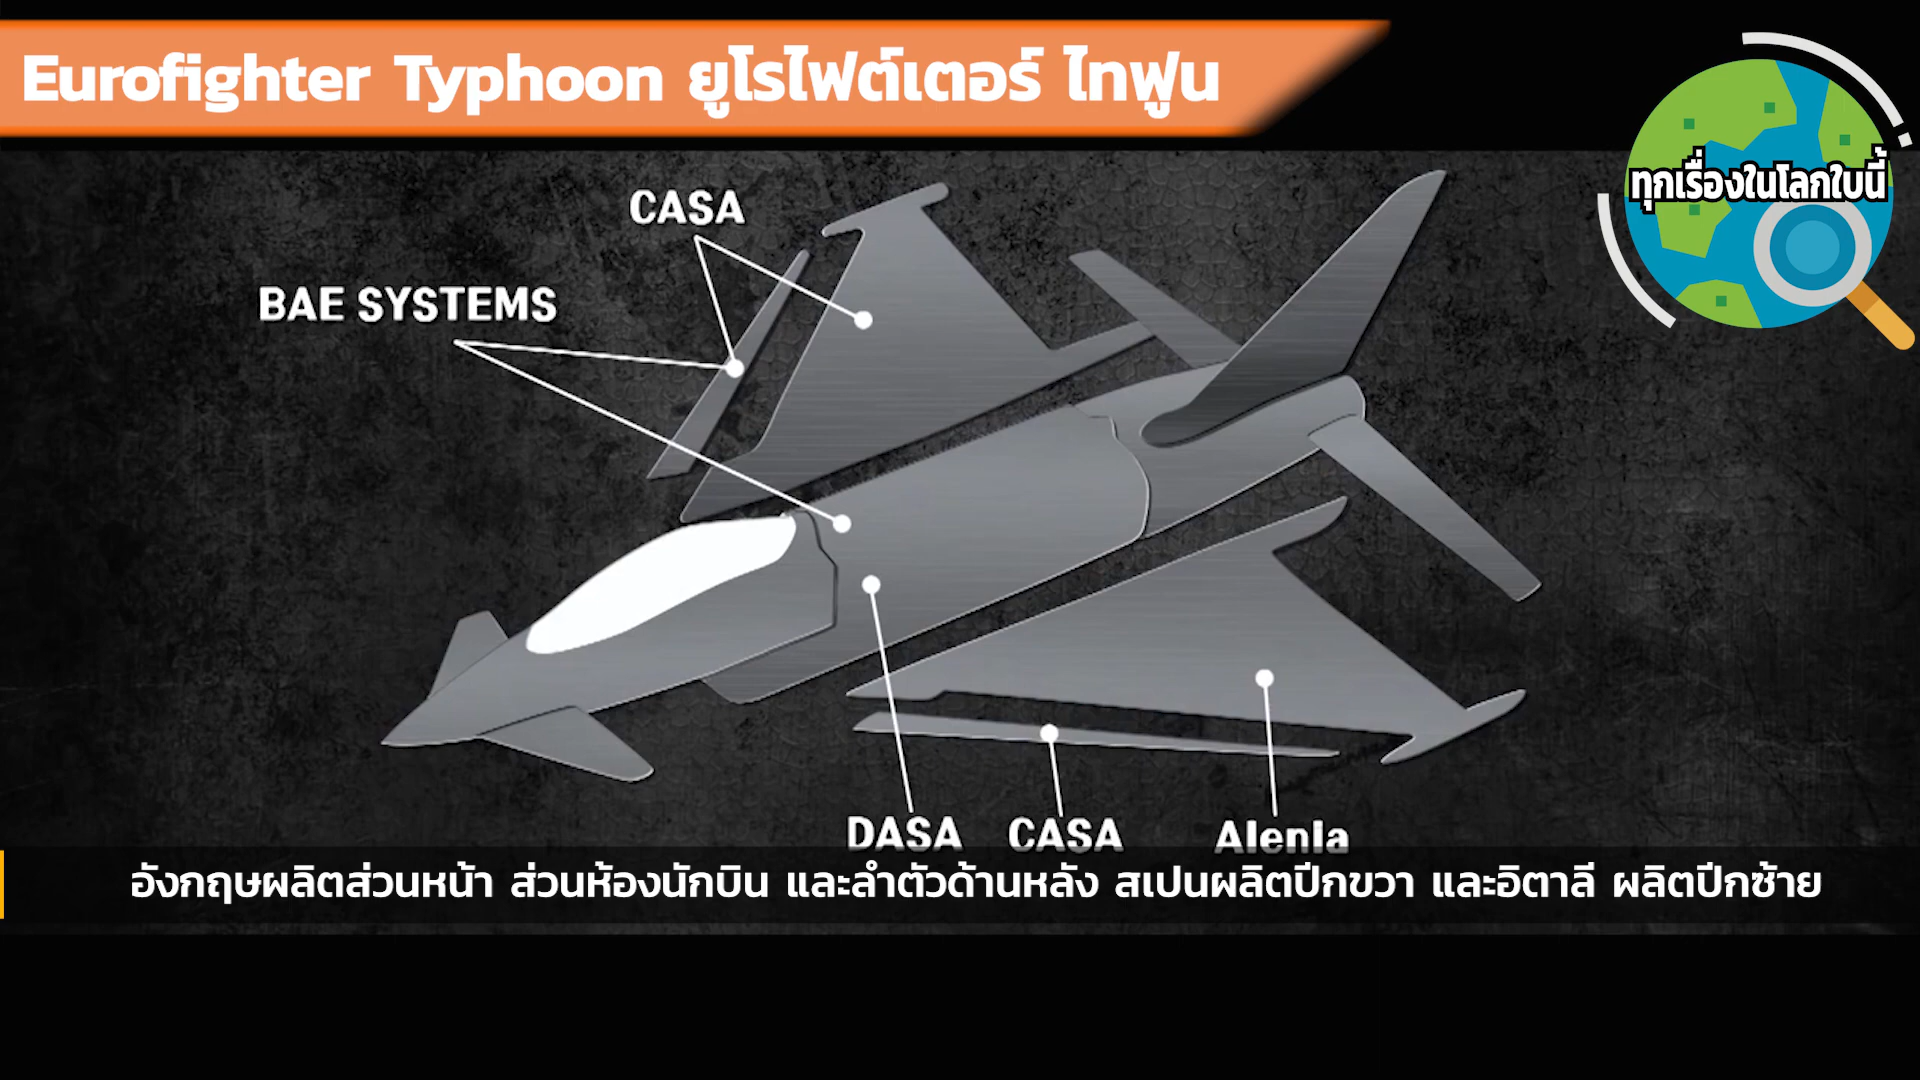 Eurofighter Typhoon ยูโรไฟต์เตอร์ ไทฟูน
ทุกเรื่องในโลกใบนี้
CASA
BAE SYSTEMS
DASA CASA Alenia
อังกฤษผลิตส่วนหน้า ส่วนห้องนักบิน และลำตัวด้านหลัง สเปนผลิตปีกขวา และอิตาลี ผลิตปีกซ้าย